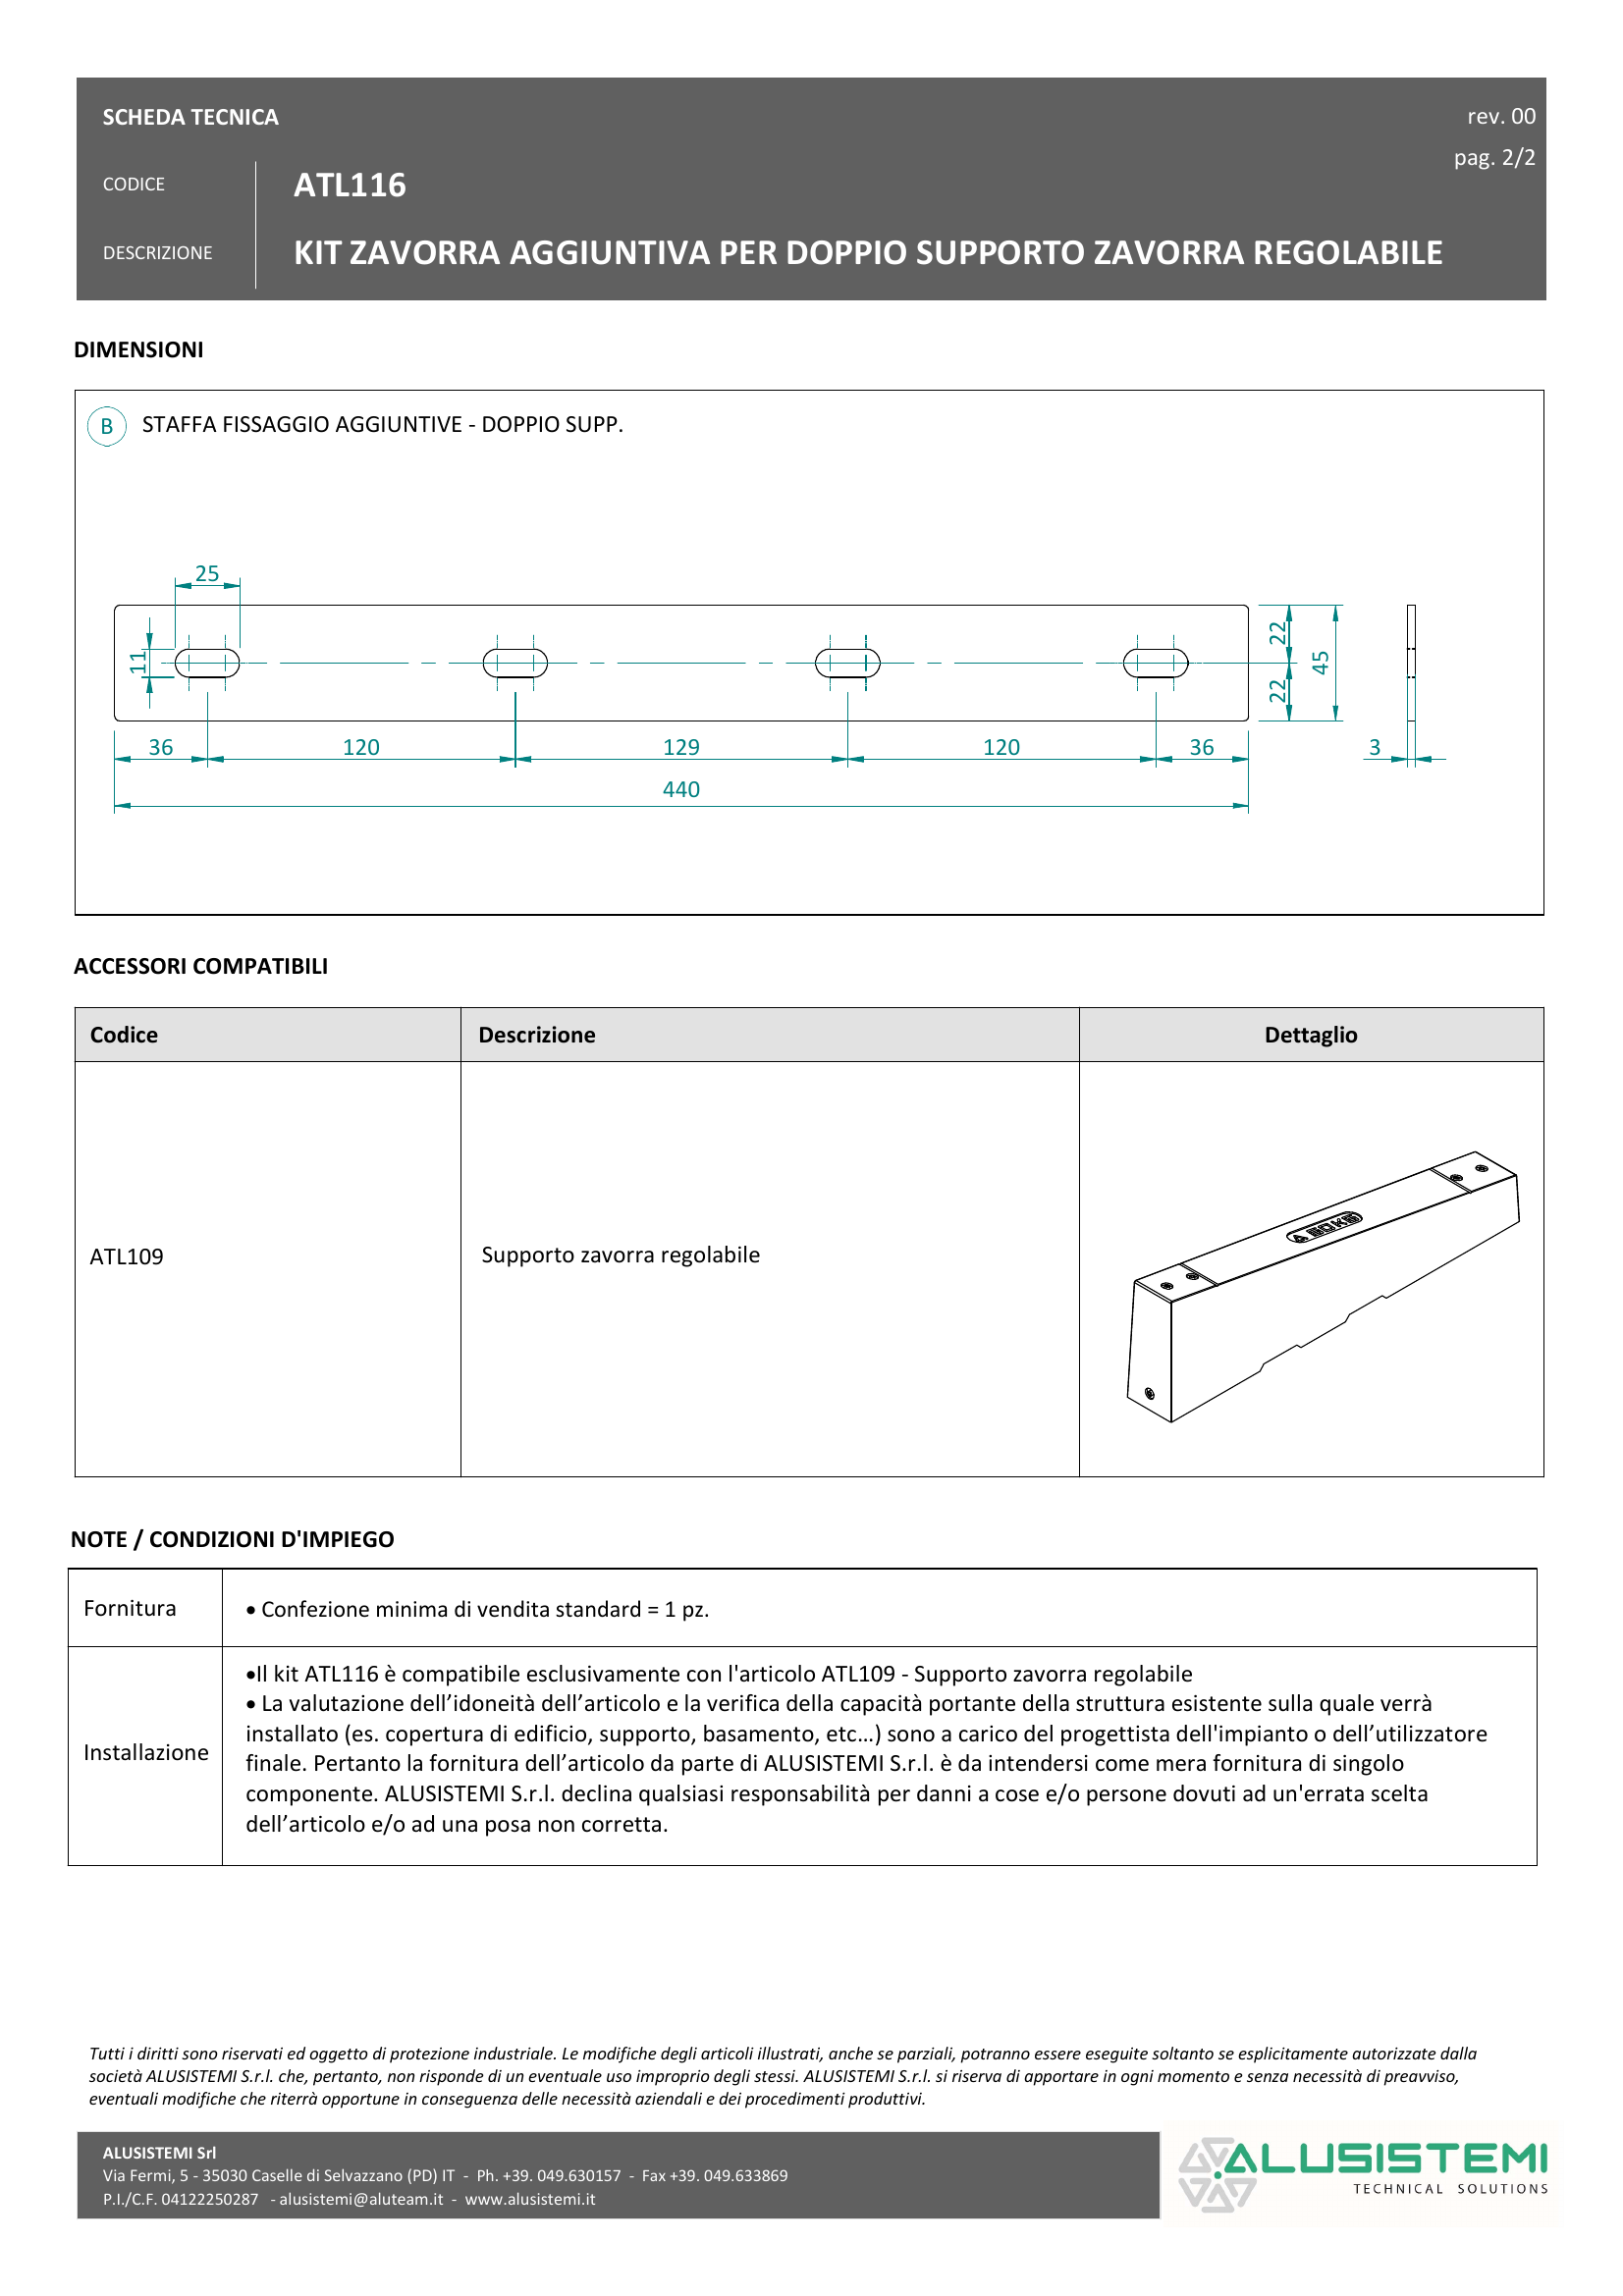 SCHEDA TECNICA
rev. 00
pag. 2/2
CODICE
ATL116
DESCRIZIONE
KIT ZAVORRA AGGIUNTIVA PER DOPPIO SUPPORTO ZAVORRA REGOLABILE
DIMENSIONI
B STAFFA FISSAGGIO AGGIUNTIVE - DOPPIO SUPP.
25
11
22
45
22
36 120 129 120 36 3
440
ACCESSORI COMPATIBILI
Codice Descrizione Dettaglio
ATL109 Supporto zavorra regolabile
50KG
NOTE / CONDIZIONI D'IMPIEGO
Fornitura
• Confezione minima di vendita standard = 1 pz.
Installazione
•Il kit ATL116 è compatibile esclusivamente con l'articolo ATL109 - Supporto zavorra regolabile
• La valutazione dell’idoneità dell’articolo e la verifica della capacità portante della struttura esistente sulla quale verrà
installato (es. copertura di edificio, supporto, basamento, etc…) sono a carico del progettista dell'impianto o dell’utilizzatore
finale. Pertanto la fornitura dell’articolo da parte di ALUSISTEMI S.r.l. è da intendersi come mera fornitura di singolo
componente. ALUSISTEMI S.r.l. declina qualsiasi responsabilità per danni a cose e/o persone dovuti ad un'errata scelta
dell’articolo e/o ad una posa non corretta.
Tutti i diritti sono riservati ed oggetto di protezione industriale. Le modifiche degli articoli illustrati, anche se parziali, potranno essere eseguite soltanto se esplicitamente autorizzate dalla
società ALUSISTEMI S.r.l. che, pertanto, non risponde di un eventuale uso improprio degli stessi. ALUSISTEMI S.r.l. si riserva di apportare in ogni momento e senza necessità di preavviso,
eventuali modifiche che riterrà opportune in conseguenza delle necessità aziendali e dei procedimenti produttivi.
ALUSISTEMI Srl
Via Fermi, 5 - 35030 Caselle di Selvazzano (PD) IT - Ph. +39. 049.630157 - Fax +39. 049.633869
P.I./C.F. 04122250287 - alusistemi@aluteam.it - www.alusistemi.it
ALUSISTEMI
TECHNICAL SOLUTIONS